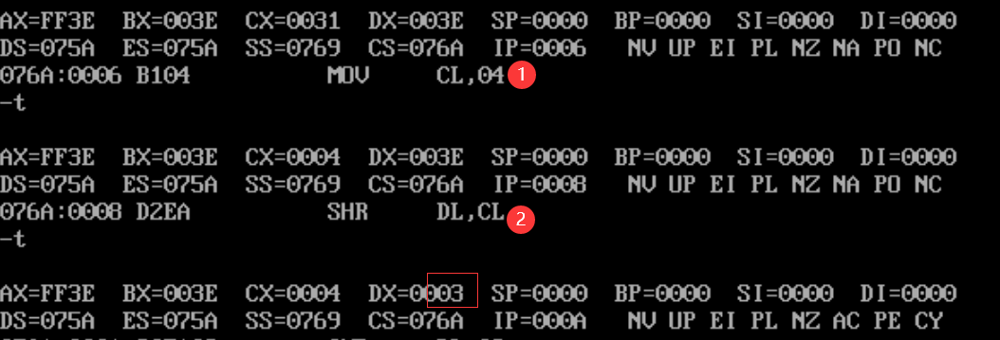 AX=FF3E BX=003E CX=0031 DX=003E SP=0000 BP=0000 SI=0000 DI=0000
DS=075A ES=075A SS=0769 CS=076A IP=0006 NV UP EI PL NZ NA PO NC
076A:0006 B104 MOV CL,04 1
-t
AX=FF3E BX=003E CX=0004 DX=003E SP=0000 BP=0000 SI=0000 DI=0000
DS=075A ES=075A SS=0769 CS=076A IP=0008 NV UP EI PL NZ NA PO NC
076A:0008 D2EA SHR DL,CL 2
-t
AX=FF3E BX=003E CX=0004 DX=0003 SP=0000 BP=0000 SI=0000 DI=0000
DS=075A ES=075A SS=0769 CS=076A IP=000A NV UP EI PL NZ AC PE CY